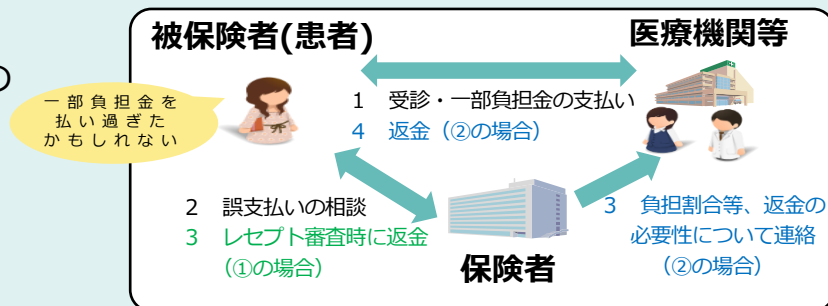 被保険者(患者)
医療機関等
一部負担金を
払い過ぎた
かもしれない
1 受診・一部負担金の支払い
4 返金（②の場合）
2 誤支払いの相談
3 レセプト審査時に返金
（①の場合）
保険者
3 負担割合等、返金の
必要性について連絡
（②の場合）